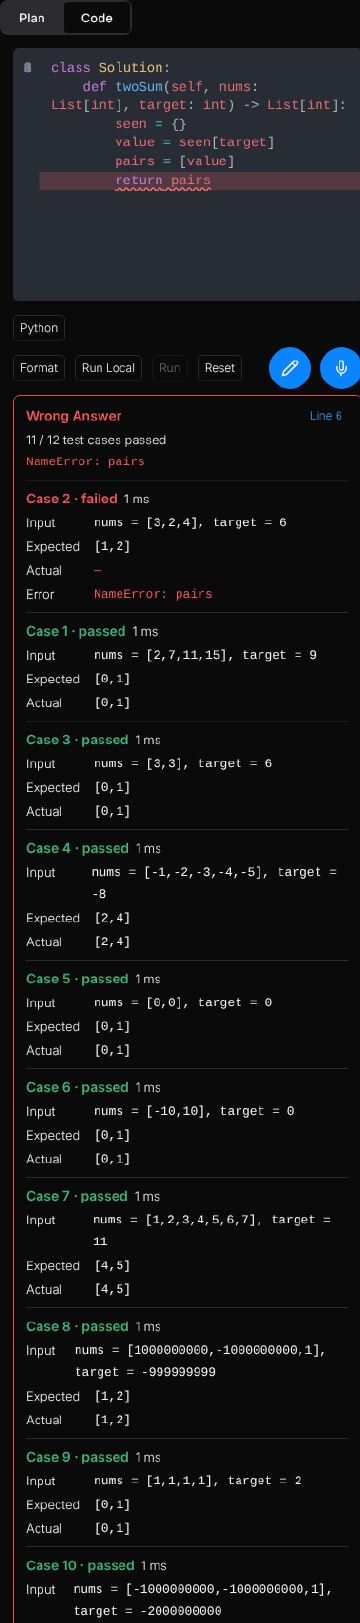 Plan
Code
class Solution:
def twoSum(self, nums:
List[int], target: int) -> List[int]:
seen = {}
value = seen[target]
pairs = [value]
return pairs
Python
Format
Run Local
Run
Reset
Wrong Answer
Line 6
11 / 12 test cases passed
NameError: pairs
Case 2 · failed 1 ms
Input nums = [3,2,4], target = 6
Expected [1,2]
Actual —
Error NameError: pairs
Case 1 · passed 1 ms
Input nums = [2,7,11,15], target = 9
Expected [0,1]
Actual [0,1]
Case 3 · passed 1 ms
Input nums = [3,3], target = 6
Expected [0,1]
Actual [0,1]
Case 4 · passed 1 ms
Input nums = [-1,-2,-3,-4,-5], target =
-8
Expected [2,4]
Actual [2,4]
Case 5 · passed 1 ms
Input nums = [0,0], target = 0
Expected [0,1]
Actual [0,1]
Case 6 · passed 1 ms
Input nums = [-10,10], target = 0
Expected [0,1]
Actual [0,1]
Case 7 · passed 1 ms
Input nums = [1,2,3,4,5,6,7], target =
11
Expected [4,5]
Actual [4,5]
Case 8 · passed 1 ms
Input nums = [1000000000,-1000000000,1],
target = -999999999
Expected [1,2]
Actual [1,2]
Case 9 · passed 1 ms
Input nums = [1,1,1,1], target = 2
Expected [0,1]
Actual [0,1]
Case 10 · passed 1 ms
Input nums = [-1000000000,-1000000000,1],
target = -2000000000